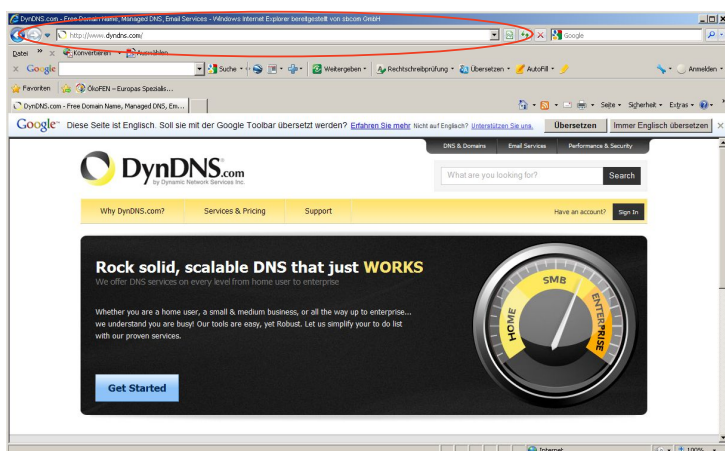 DynDNS.com - Free Domain Name, Managed DNS, Email Services - Windows Internet Explorer bereitgestellt von sbcom GmbH
http://www.dyndns.com/
Google
Datei » x Konvertieren Auswählen
x Google Suche Weitergeben Rechtschreibprüfung Übersetzen AutoFill Anmelden
Favoriten ÖkoFEN – Europas Spezialis...
DynDNS.com - Free Domain Name, Managed DNS, Em... Seite Sicherheit Extras
Google™ Diese Seite ist Englisch. Soll sie mit der Google Toolbar übersetzt werden? Erfahren Sie mehr Nicht auf Englisch? Unterstützen Sie uns. Übersetzen Immer Englisch übersetzen x
DNS & Domains Email Services Performance & Security
DynDNS.com
by Dynamic Network Services Inc.
What are you looking for? Search
Why DynDNS.com? Services & Pricing Support Have an account? Sign In
Rock solid, scalable DNS that just WORKS
We offer DNS services on every level from home user to enterprise
Whether you are a home user, a small & medium business, or all the way up to enterprise...
we understand you are busy! Our tools are easy, yet Robust. Let us simplify your to do list
with our proven services.
Get Started
HOME
SMB
ENTERPRISE
Internet 100%